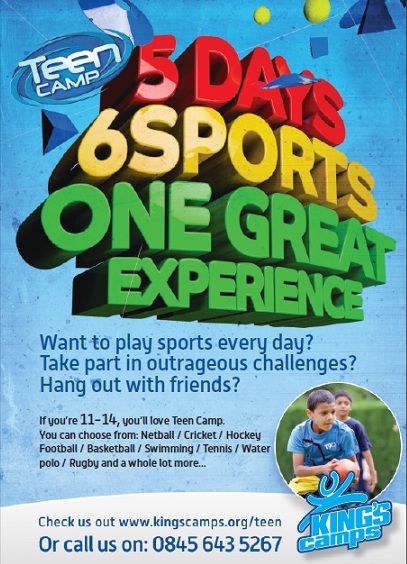 Teen
CAMP
5 DAYS
6SPORTS
ONE GREAT
EXPERIENCE
Want to play sports every day?
Take part in outrageous challenges?
Hang out with friends?
If you're 11-14, you'll love Teen Camp.
You can choose from: Netball / Cricket / Hockey
Football / Basketball / Swimming / Tennis / Water
polo / Rugby and a whole lot more...
Check us out www.kingscamps.org/teen
Or call us on: 0845 643 5267
KING'S
camps